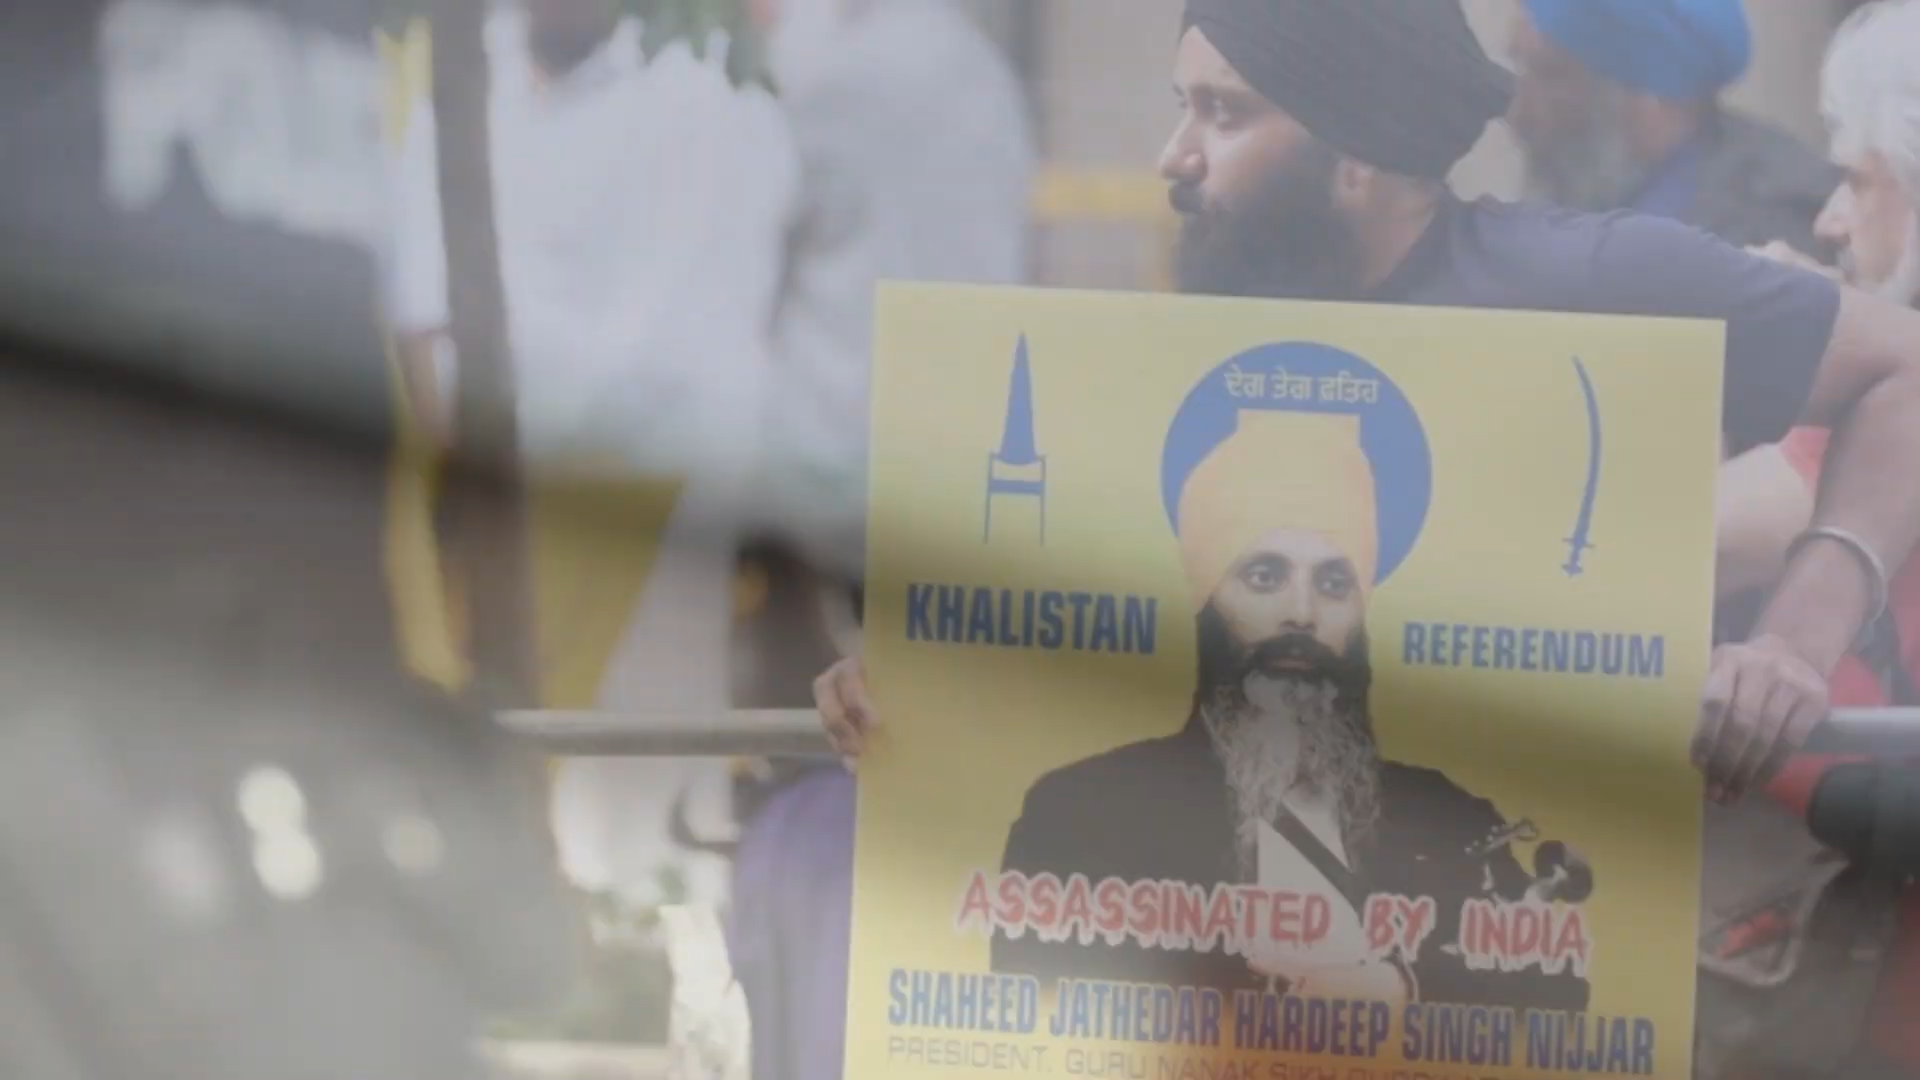 ਦੇਗ ਤੇਗ ਫ਼ਤਿਹ
KHALISTAN REFERENDUM
ASSASSINATED BY INDIA
SHAHEED JATHEDAR HARDEEP SINGH NIJJAR
PRESIDENT. GURU NANAK SIKH